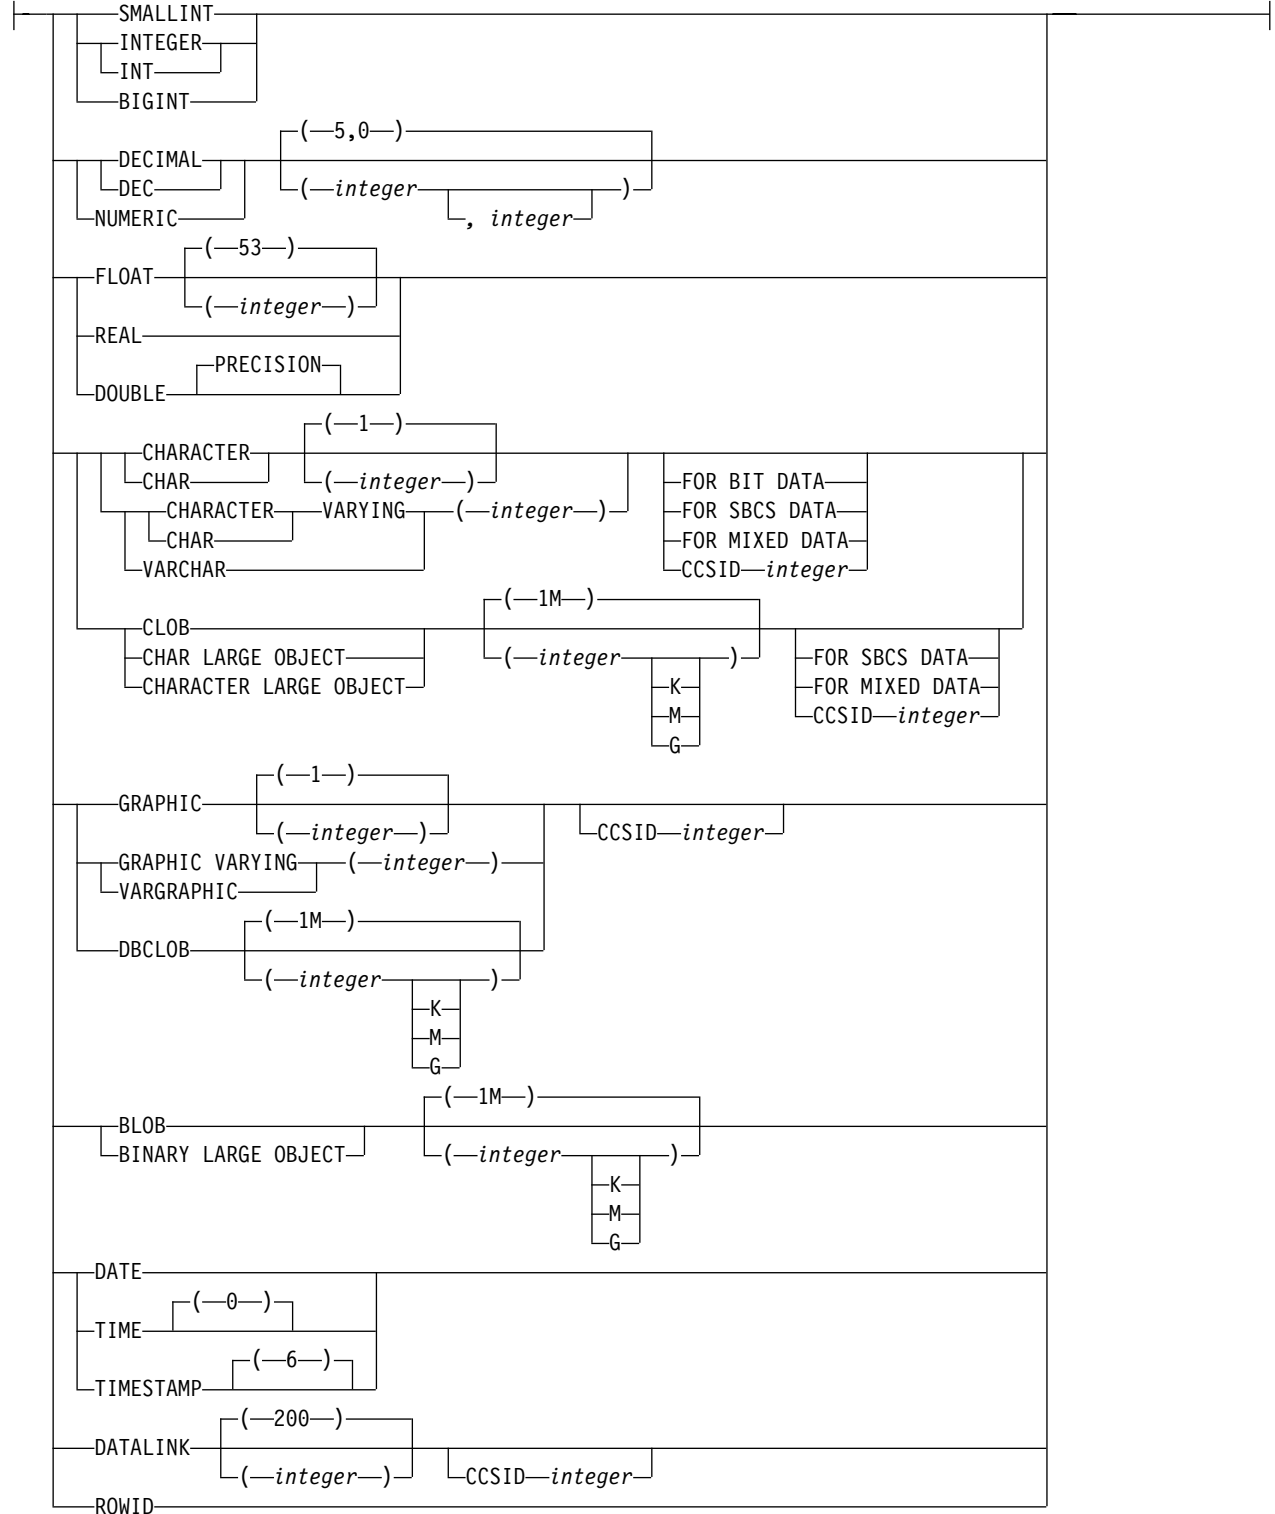 SMALLINT
INTEGER
INT
BIGINT
( 5,0 )
DECIMAL
DEC ( integer )
NUMERIC , integer
( 53 )
FLOAT
( integer )
REAL
PRECISION
DOUBLE
( 1 )
CHARACTER
CHAR ( integer ) FOR BIT DATA
CHARACTER VARYING ( integer ) FOR SBCS DATA
CHAR FOR MIXED DATA
VARCHAR CCSID integer
( 1M )
CLOB
CHAR LARGE OBJECT ( integer ) FOR SBCS DATA
CHARACTER LARGE OBJECT K FOR MIXED DATA
M CCSID integer
G
( 1 )
GRAPHIC
( integer ) CCSID integer
GRAPHIC VARYING ( integer )
VARGRAPHIC
( 1M )
DBCLOB
( integer )
K
M
G
( 1M )
BLOB
BINARY LARGE OBJECT ( integer )
K
M
G
DATE
( 0 )
TIME
( 6 )
TIMESTAMP
( 200 )
DATALINK
( integer ) CCSID integer
ROWID